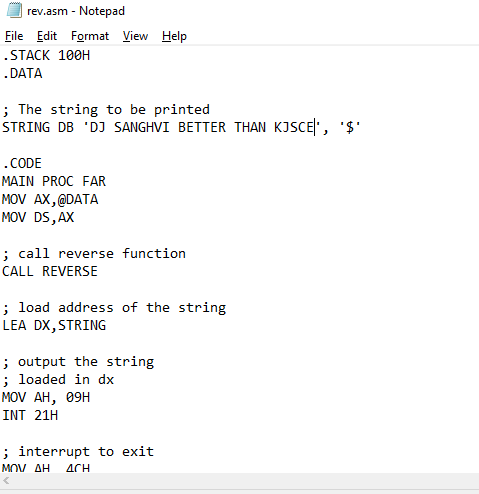 rev.asm - Notepad
File Edit Format View Help
.STACK 100H
.DATA
; The string to be printed
STRING DB 'DJ SANGHVI BETTER THAN KJSCE', '$'
.CODE
MAIN PROC FAR
MOV AX,@DATA
MOV DS,AX
; call reverse function
CALL REVERSE
; load address of the string
LEA DX,STRING
; output the string
; loaded in dx
MOV AH, 09H
INT 21H
; interrupt to exit
MOV AH, 4CH